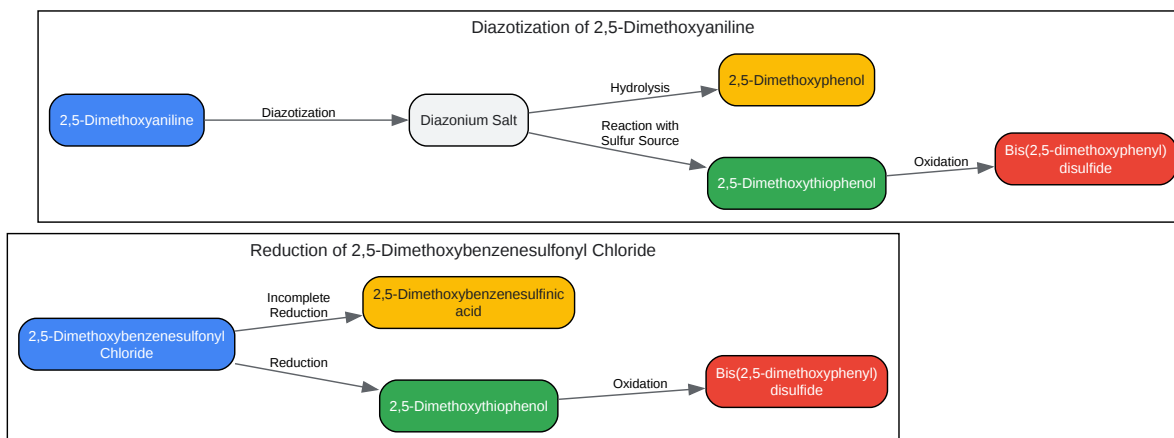 Diazotization of 2,5-Dimethoxyaniline
2,5-Dimethoxyaniline
Diazotization
Diazonium Salt
Hydrolysis
2,5-Dimethoxyphenol
Reaction with
Sulfur Source
2,5-Dimethoxythiophenol
Oxidation
Bis(2,5-dimethoxyphenyl)
disulfide
Reduction of 2,5-Dimethoxybenzenesulfonyl Chloride
2,5-Dimethoxybenzenesulfonyl
Chloride
Incomplete
Reduction
2,5-Dimethoxybenzenesulfinic
acid
Reduction
2,5-Dimethoxythiophenol
Oxidation
Bis(2,5-dimethoxyphenyl)
disulfide